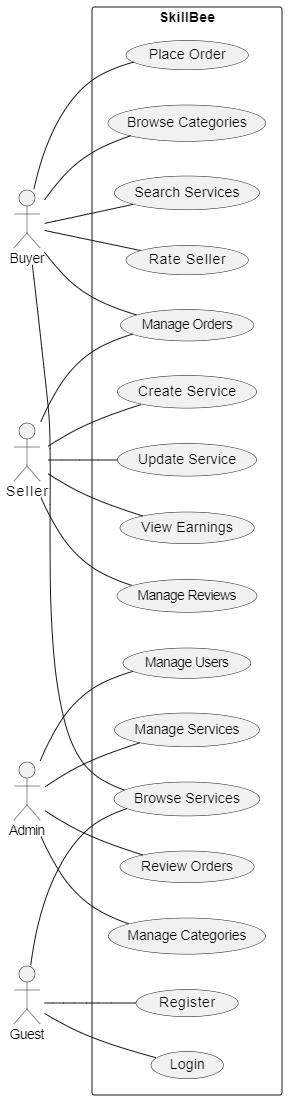 SkillBee
Place Order
Browse Categories
Search Services
Buyer
Rate Seller
Manage Orders
Create Service
Update Service
Seller
View Earnings
Manage Reviews
Manage Users
Manage Services
Browse Services
Admin
Review Orders
Manage Categories
Register
Guest
Login